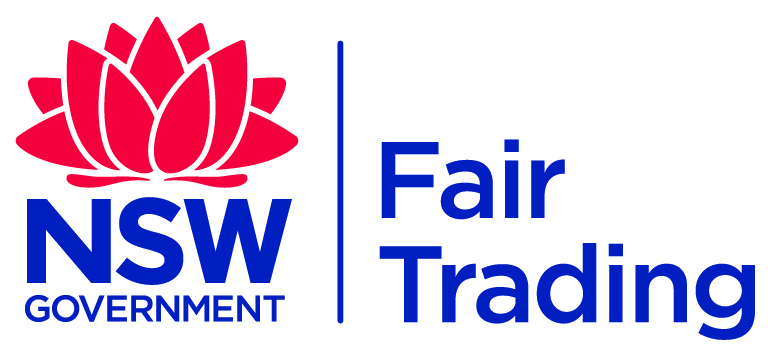 NSW
GOVERNMENT
Fair
Trading